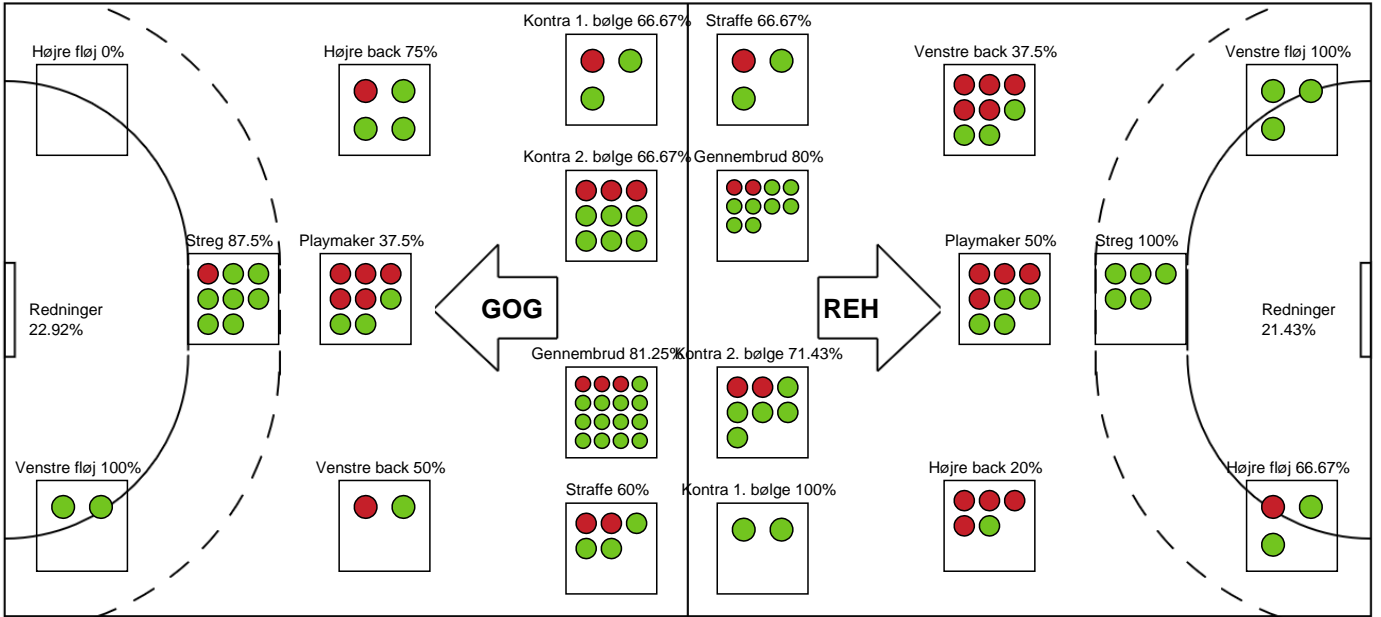 Kontra 1. bølge 66.67%
Straffe 66.67%
Højre fløj 0%
Højre back 75%
Venstre back 37.5%
Venstre fløj 100%
Kontra 2. bølge 66.67%
Gennembrud 80%
Streg 87.5%
Playmaker 37.5%
Playmaker 50%
Streg 100%
Redninger
22.92%
GOG
REH
Redninger
21.43%
Gennembrud 81.25%
Kontra 2. bølge 71.43%
Venstre fløj 100%
Venstre back 50%
Højre back 20%
Højre fløj 66.67%
Straffe 60%
Kontra 1. bølge 100%